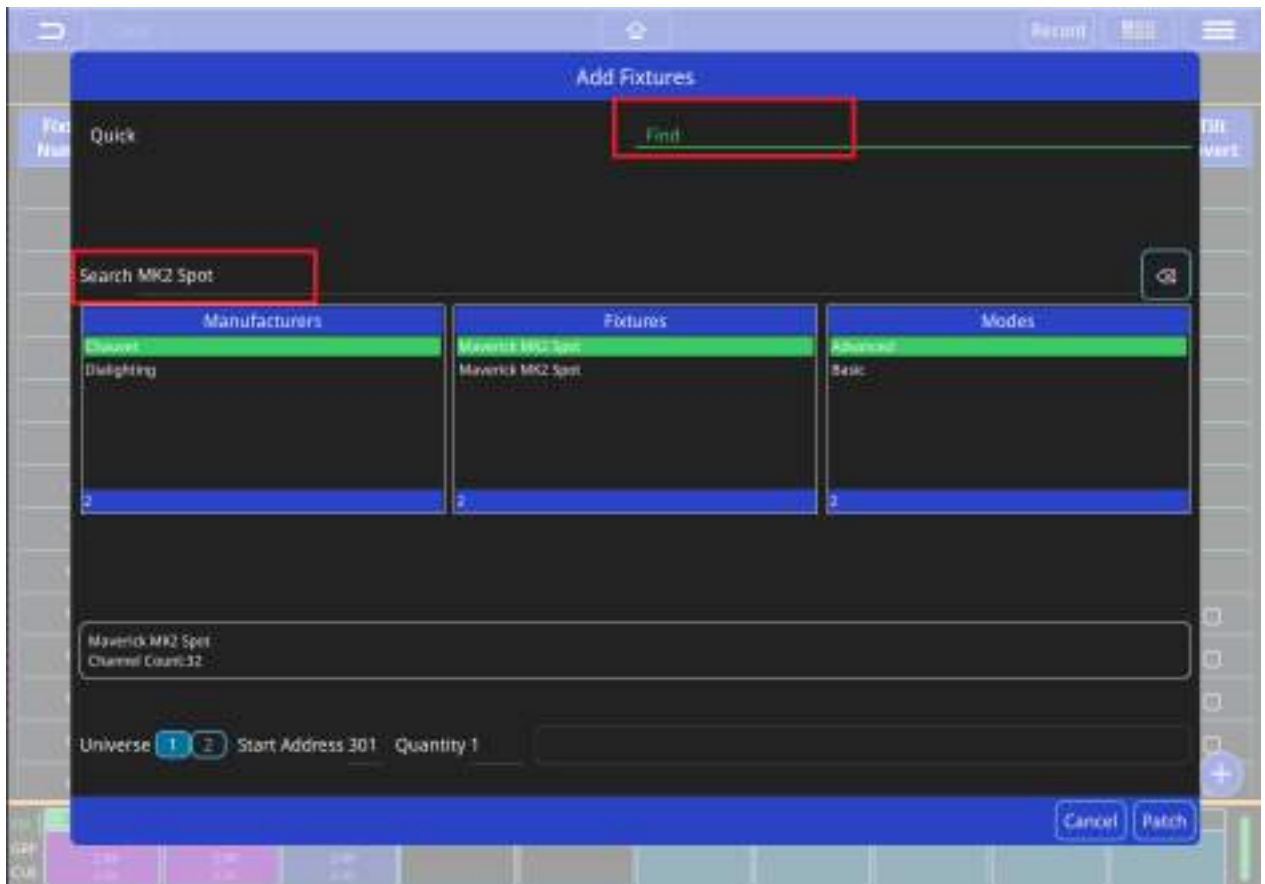 Record
Add Fixtures
Quick
Find
Search MK2 Spot
Manufacturers
Fixtures
Modes
Chauvet
Maverick MK2 Spot
Advanced
Dialighting
Maverick MK2 Spot
Basic
2
2
2
Maverick MK2 Spot
Channel Count:32
Universe 1 2 Start Address 301 Quantity 1
Cancel Patch
GRP
CUE